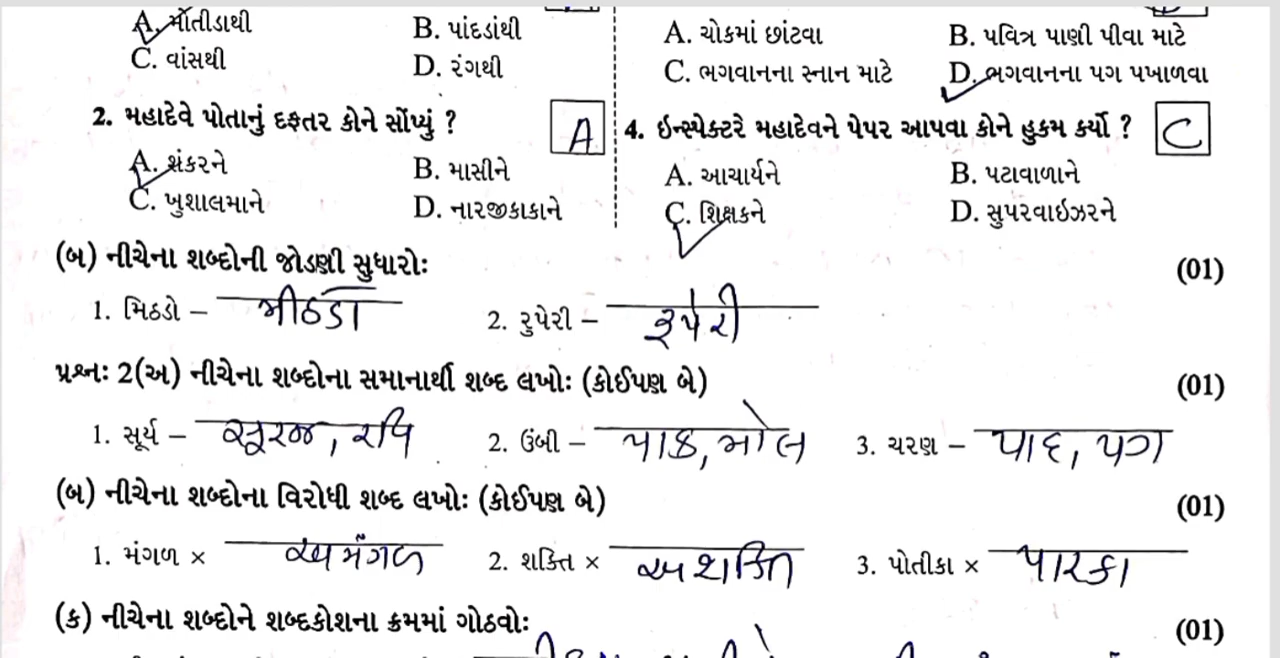 A. મોતીડાથી B. પાંદડાંથી
C. વાંસથી D. રંગથી
2. મહાદેવે પોતાનું દફતર કોને સોંપ્યું ? A
A. શંકરને B. માસીને
C. ખુશાલમાને D. નારજીકાકાને
A. ચોકમાં છાંટવા B. પવિત્ર પાણી પીવા માટે
C. ભગવાનના સ્નાન માટે D. ભગવાનના પગ પખાળવા
4. ઇન્સ્પેક્ટરે મહાદેવને પેપર આપવા કોને હુકમ કર્યો ? C
A. આચાર્યને B. પટાવાળાને
C. શિક્ષકને D. સુપરવાઇઝરને
(બ) નીચેના શબ્દોની જોડણી સુધારોઃ (01)
1. મિઠડો – મીઠડો 2. રુપેરી – રૂપેરી
પ્રશ્નઃ 2(અ) નીચેના શબ્દોના સમાનાર્થી શબ્દ લખોઃ (કોઈપણ બે) (01)
1. સૂર્ય – સૂરજ, રવિ 2. ઉંબી – પાક, મોલ 3. ચરણ – પાદ, પગ
(બ) નીચેના શબ્દોના વિરોધી શબ્દ લખોઃ (કોઈપણ બે) (01)
1. મંગળ × અમંગળ 2. શક્તિ × અશક્તિ 3. પોતીકા × પારકા
(ક) નીચેના શબ્દોને શબ્દકોશના ક્રમમાં ગોઠવોઃ (01)